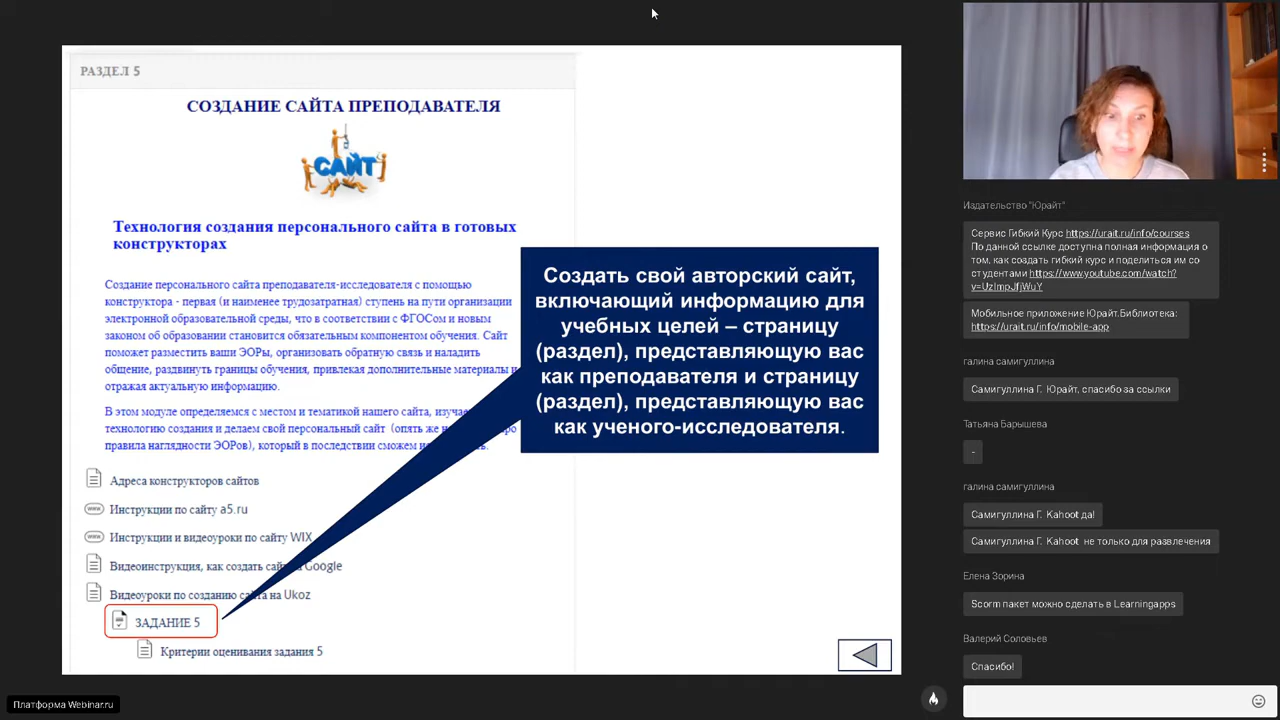 РАЗДЕЛ 5
СОЗДАНИЕ САЙТА ПРЕПОДАВАТЕЛЯ
САЙТ
Технология создания персонального сайта в готовых
конструкторах
Создание персонального сайта преподавателя-исследователя с помощью
конструктора - первая (и наименее трудозатратная) ступень на пути организации
электронной образовательной среды, что в соответствии с ФГОСом и новым
законом об образовании становится обязательным компонентом обучения. Сайт
поможет разместить ваши ЭОРы, организовать обратную связь и наладить
общение, раздвинуть границы обучения, привлекая дополнительные материалы и
отражая актуальную информацию.
В этом модуле определяемся с местом и тематикой нашего сайта,
технологию создания и делаем свой персональный сайт (опять же
правила наглядности ЭОРов), который в последствии сможем
Адреса конструкторов сайтов
Инструкции по сайту a5.ru
Инструкции и видеоуроки по сайту WIX
Видеоинструкция, как создать Google
Видеоуроки по созданию сайта на Ukoz
ЗАДАНИЕ 5
Критерии оценивания задания 5
Создать свой авторский сайт,
включающий информацию для
учебных целей – страницу
(раздел), представляющую вас
как преподавателя и страницу
(раздел), представляющую вас
как ученого-исследователя.
Издательство "Юрайт"
Сервис Гибкий Курс https://urait.ru/info/courses
По данной ссылке доступна полная информация о
том, как создать гибкий курс и поделиться им со
студентами https://www.youtube.com/watch?
v=UzImpJfjWuY
Мобильное приложение Юрайт.Библиотека:
https://urait.ru/info/mobile-app
галина самигуллина
Самигуллина Г. Юрайт, спасибо за ссылки
Татьяна Барышева
-
галина самигуллина
Самигуллина Г. Kahoot да!
Самигуллина Г. Kahoot не только для развлечения
Елена Зорина
Scorm пакет можно сделать в Learningapps
Валерий Соловьев
Спасибо!
Платформа Webinar.ru